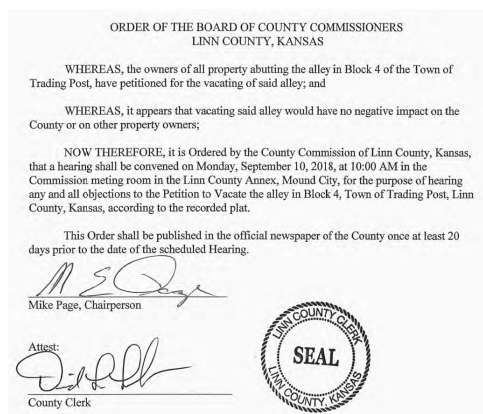 ORDER OF THE BOARD OF COUNTY COMMISSIONERS
LINN COUNTY, KANSAS
WHEREAS, the owners of all property abutting the alley in Block 4 of the Town of
Trading Post, have petitioned for the vacating of said alley; and
WHEREAS, it appears that vacating said alley would have no negative impact on the
County or on other property owners;
NOW THEREFORE, it is Ordered by the County Commission of Linn County, Kansas,
that a hearing shall be convened on Monday, September 10, 2018, at 10:00 AM in the
Commission meting room in the Linn County Annex, Mound City, for the purpose of hearing
any and all objections to the Petition to Vacate the alley in Block 4, Town of Trading Post, Linn
County, Kansas, according to the recorded plat.
This Order shall be published in the official newspaper of the County once at least 20
days prior to the date of the scheduled Hearing.
M E Page
Mike Page, Chairperson
Attest:
County Clerk
LINN COUNTY CLERK
SEAL
LINN COUNTY, KANSAS